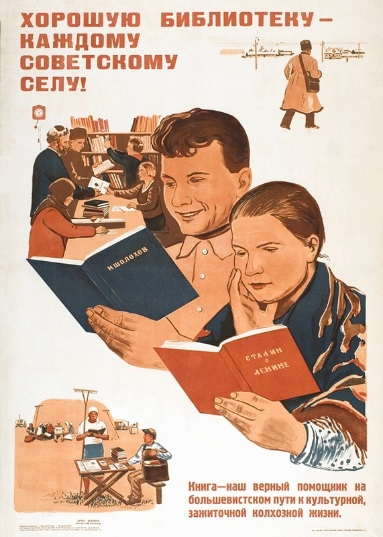 ХОРОШУЮ БИБЛИОТЕКУ –
КАЖДОМУ
СОВЕТСКОМУ
СЕЛУ!
М.ШОЛОХОВ
СТАЛИН
О
ЛЕНИНЕ
Книга—наш верный помощник на
большевистском пути к культурной,
зажиточной колхозной жизни.